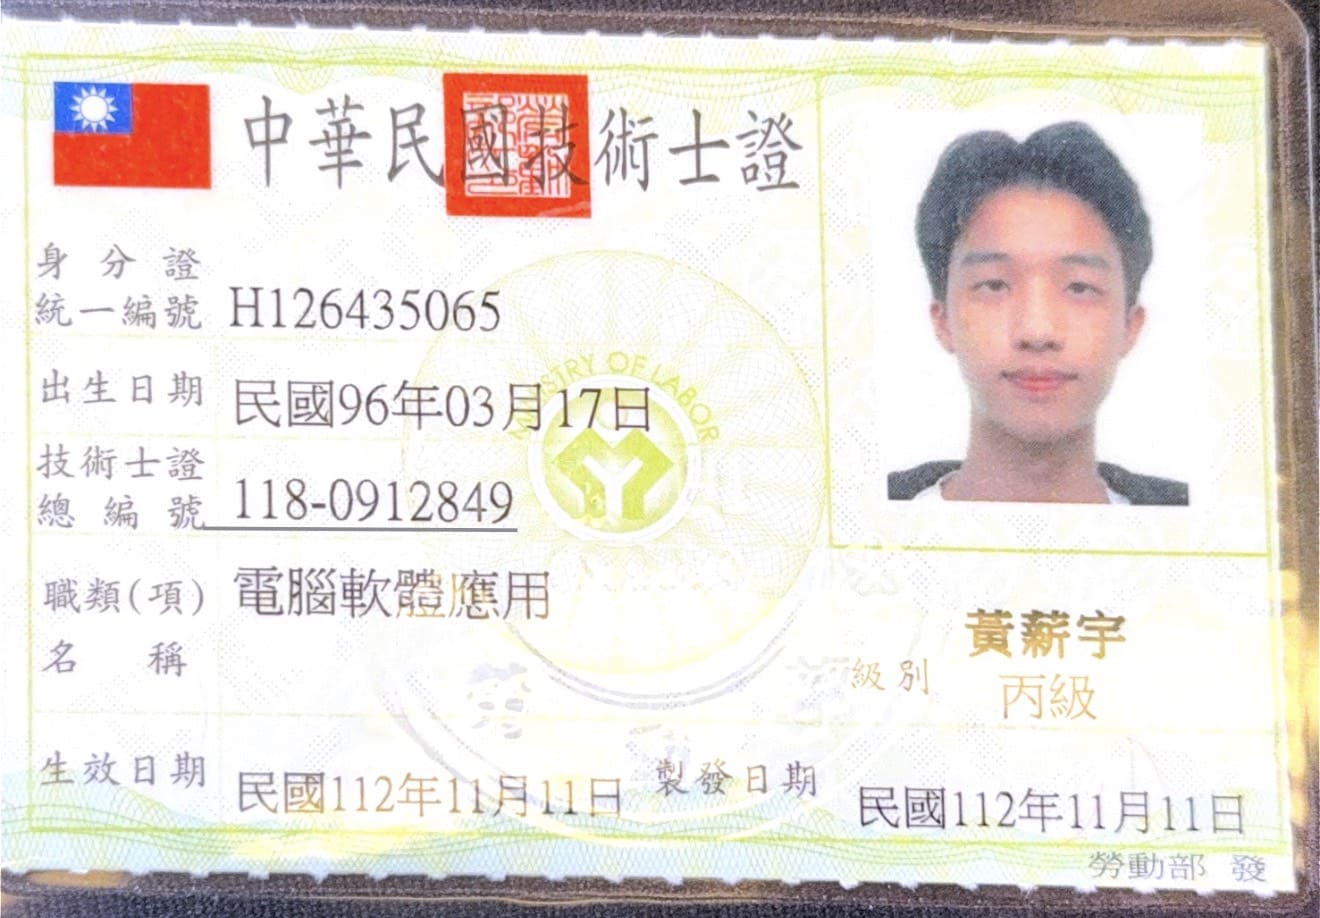 中華民國技術士證
身分證
統一編號 H126435065
出生日期 民國96年03月17日
MINISTRY OF LABOR
技術士證
總編號 118-0912849
職類(項) 電腦軟體應用
名稱
黃薪宇
級別 丙級
生效日期 民國112年11月11日 製發日期 民國112年11月11日
勞動部 發